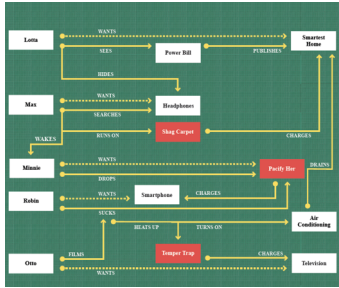 WANTS
Lotta
Smartest
Home
SEES
Power Bill
PUBLISHES
HIDES
Max
WANTS
Headphones
SEARCHES
Shag Carpet
RUNS ON
CHARGES
WAKES
Minnie
WANTS
Pacify Her
DRAINS
DROPS
Robin
WANTS
Smartphone
CHARGES
SUCKS
Air
Conditioning
HEATS UP
TURNS ON
Otto
FILMS
Temper Trap
CHARGES
Television
WANTS